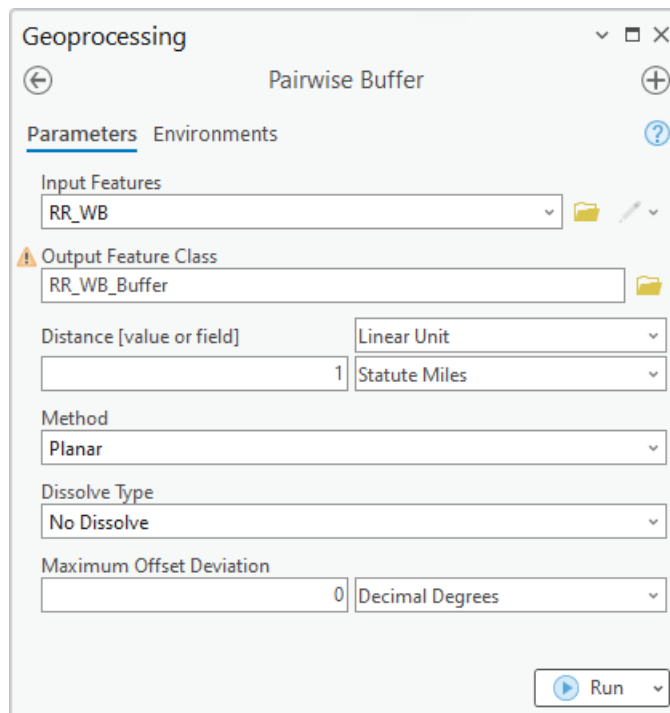 Geoprocessing
Pairwise Buffer
Parameters Environments
Input Features
RR_WB
Output Feature Class
RR_WB_Buffer
Distance [value or field] Linear Unit
1 Statute Miles
Method
Planar
Dissolve Type
No Dissolve
Maximum Offset Deviation
0 Decimal Degrees
Run